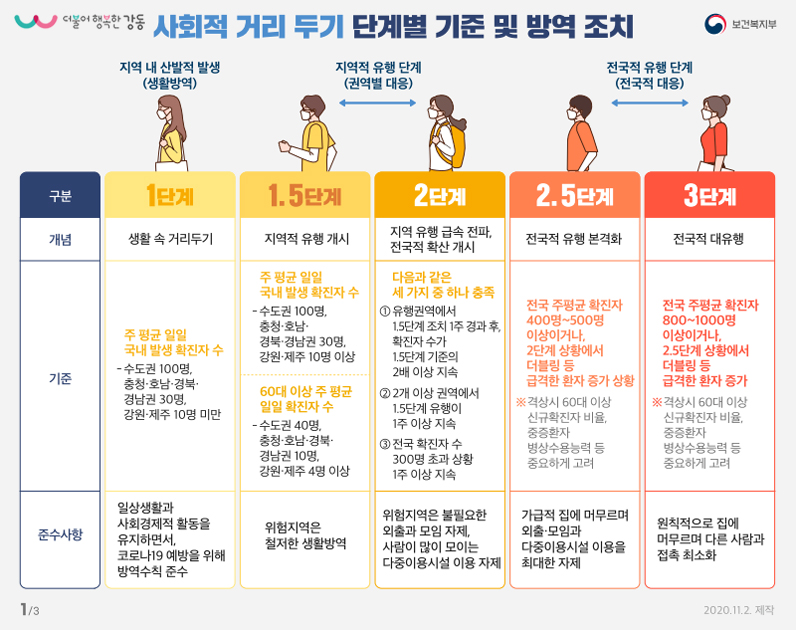 더불어 행복한 강동
사회적 거리 두기 단계별 기준 및 방역 조치
보건복지부
지역 내 산발적 발생
(생활방역)
지역적 유행 단계
(권역별 대응)
전국적 유행 단계
(전국적 대응)
구분
1단계
1.5단계
2단계
2.5단계
3단계
개념
생활 속 거리두기
지역적 유행 개시
지역 유행 급속 전파,
전국적 확산 개시
전국적 유행 본격화
전국적 대유행
기준
주 평균 일일
국내 발생 확진자 수
- 수도권 100명,
충청·호남·경북·
경남권 30명,
강원·제주 10명 미만
주 평균 일일
국내 발생 확진자 수
- 수도권 100명,
충청·호남·
경북·경남권 30명,
강원·제주 10명 이상
60대 이상 주 평균
일일 확진자 수
- 수도권 40명,
충청·호남·경북·
경남권 10명,
강원·제주 4명 이상
다음과 같은
세 가지 중 하나 충족
① 유행권역에서
1.5단계 조치 1주 경과 후,
확진자 수가
1.5단계 기준의
2배 이상 지속
② 2개 이상 권역에서
1.5단계 유행이
1주 이상 지속
③ 전국 확진자 수
300명 초과 상황
1주 이상 지속
전국 주평균 확진자
400명~500명
이상이거나,
2단계 상황에서
더블링 등
급격한 환자 증가 상황
※격상시 60대 이상
신규확진자 비율,
중증환자
병상수용능력 등
중요하게 고려
전국 주평균 확진자
800~1000명
이상이거나,
2.5단계 상황에서
더블링 등
급격한 환자 증가
※격상시 60대 이상
신규확진자 비율,
중증환자
병상수용능력 등
중요하게 고려
준수사항
일상생활과
사회경제적 활동을
유지하면서,
코로나19 예방을 위해
방역수칙 준수
위험지역은
철저한 생활방역
위험지역은 불필요한
외출과 모임 자제,
사람이 많이 모이는
다중이용시설 이용 자제
가급적 집에 머무르며
외출·모임과
다중이용시설 이용을
최대한 자제
원칙적으로 집에
머무르며 다른 사람과
접촉 최소화
1/3
2020.11.2. 제작